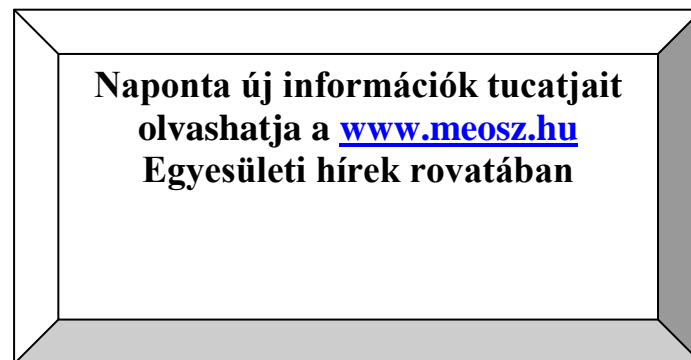 Naponta új információk tucatjait
olvashatja a www.meosz.hu
Egyesületi hírek rovatában